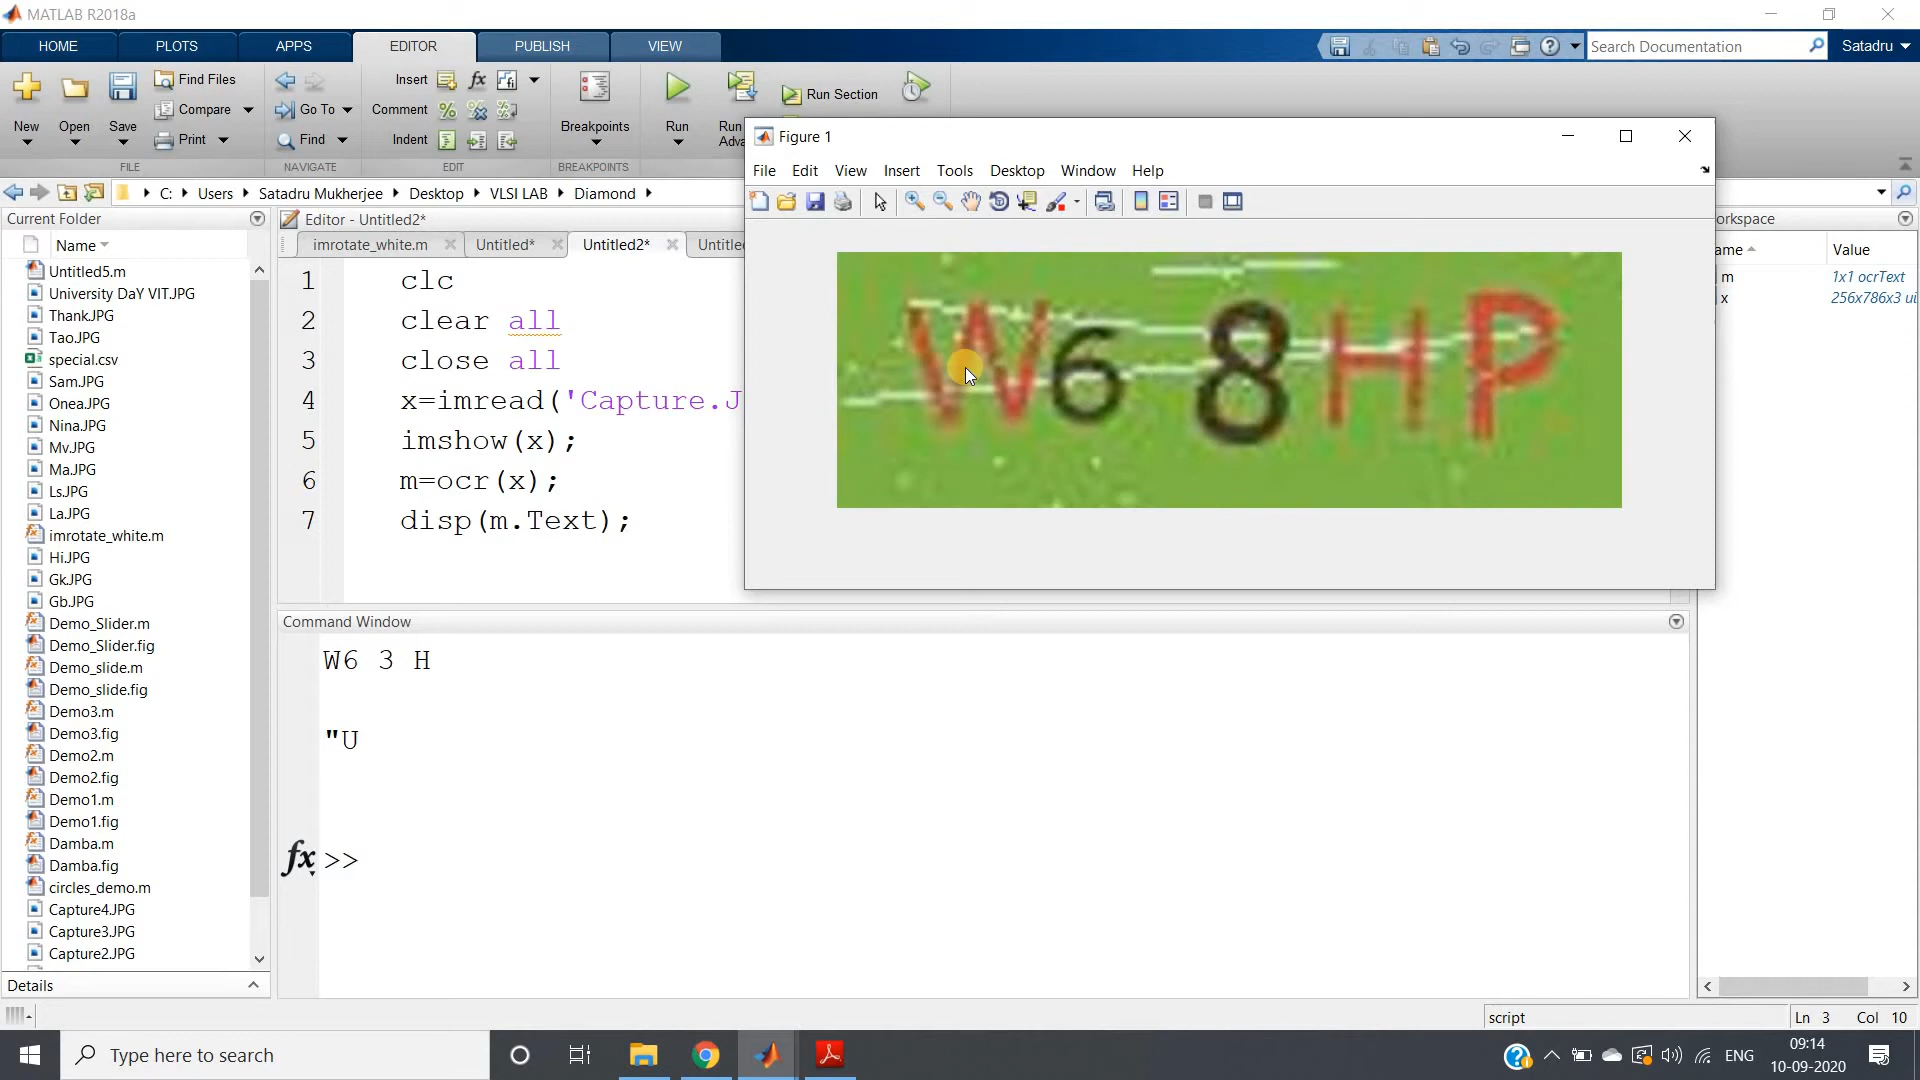 MATLAB R2018a
HOME PLOTS APPS EDITOR PUBLISH VIEW
Search Documentation
Satadru
New Open Save
Find Files
Compare
Print
FILE
Go To
Find
NAVIGATE
Insert fx
Comment
Indent
EDIT
Breakpoints
BREAKPOINTS
Run
Run
Run Section
C: Users Satadru Mukherjee Desktop VLSI LAB Diamond
Current Folder
Name
Untitled5.m
University DaY VIT.JPG
Thank.JPG
Tao.JPG
special.csv
Sam.JPG
Onea.JPG
Nina.JPG
Mv.JPG
Ma.JPG
Ls.JPG
La.JPG
imrotate_white.m
Hi.JPG
Gk.JPG
Gb.JPG
Demo_Slider.m
Demo_Slider.fig
Demo_slide.m
Demo_slide.fig
Demo3.m
Demo3.fig
Demo2.m
Demo2.fig
Demo1.m
Demo1.fig
Damba.m
Damba.fig
circles_demo.m
Capture4.JPG
Capture3.JPG
Capture2.JPG
Details
Editor - Untitled2*
imrotate_white.m Untitled* Untitled2*
1 clc
2 clear all
3 close all
4 x=imread('Capture.J
5 imshow(x);
6 m=ocr(x);
7 disp(m.Text);
Figure 1
File Edit View Insert Tools Desktop Window Help
W6 8HP
Command Window
W6 3 H
"U
fx >>
orkspace
ame Value
m 1x1 ocrText
x 256x786x3 ui
script
Ln 3 Col 10
Type here to search
ENG
09:14
10-09-2020